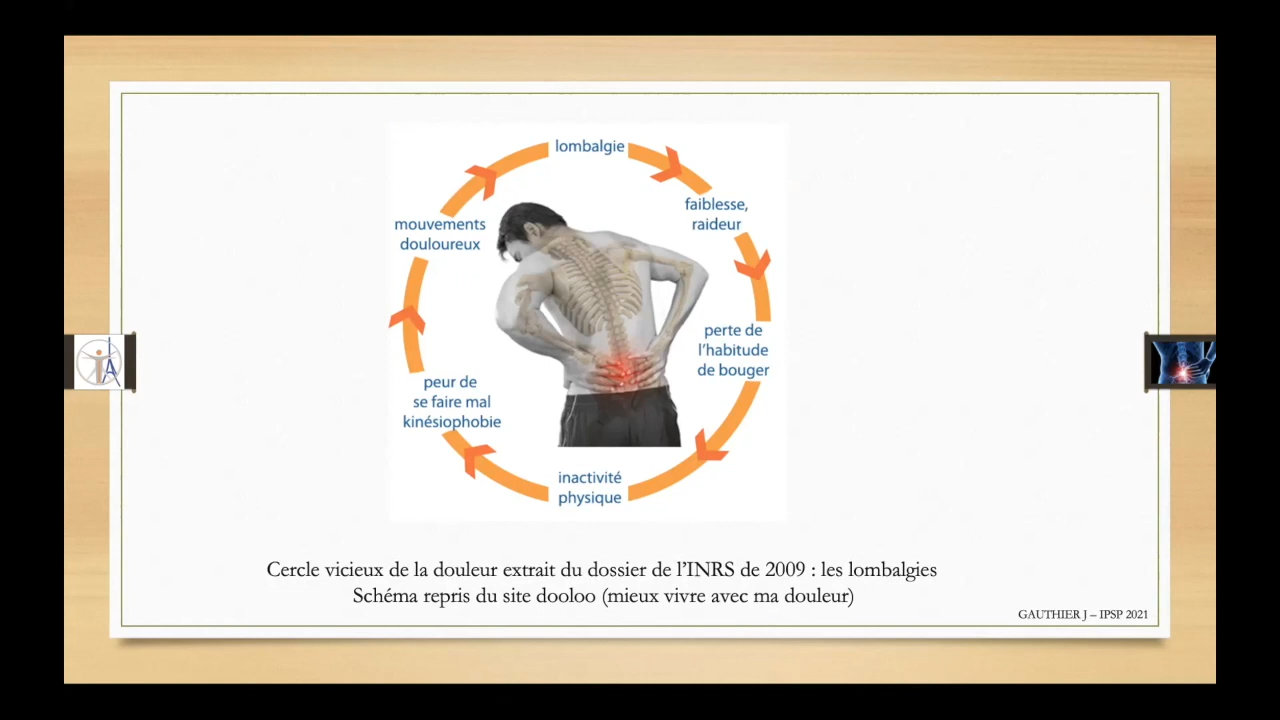 lombalgie
faiblesse,
raideur
perte de
l'habitude
de bouger
inactivité
physique
peur de
se faire mal
kinésiophobie
mouvements
douloureux
Cercle vicieux de la douleur extrait du dossier de l'INRS de 2009 : les lombalgies
Schéma repris du site dooloo (mieux vivre avec ma douleur)
GAUTHIER J – IPSP 2021